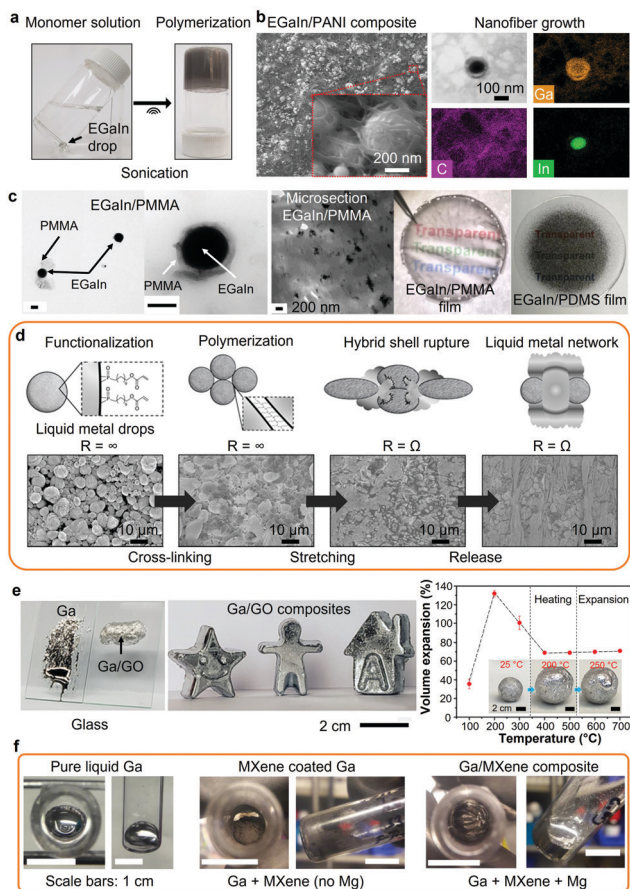 a
Monomer solution
Polymerization
EGaIn
drop
Sonication
b
EGaIn/PANI composite
Nanofiber growth
200 nm
100 nm
Ga
C
In
c
EGaIn/PMMA
PMMA
EGaIn
PMMA
EGaIn
Microsection
EGaIn/PMMA
200 nm
Transparent
Transparent
Transparent
EGaIn/PMMA
film
Transparent
Transparent
Transparent
EGaIn/PDMS film
d
Functionalization
Polymerization
Hybrid shell rupture
Liquid metal network
Liquid metal drops
R = ∞
R = ∞
R = Ω
R = Ω
10 µm
10 µm
10 µm
10 µm
Cross-linking
Stretching
Release
e
Ga
Ga/GO
Glass
Ga/GO composites
2 cm
Volume expansion (%)
140
120
100
80
60
40
20
0
Heating
Expansion
25 °C
200 °C
250 °C
2 cm
100 200 300 400 500 600 700
Temperature (°C)
f
Pure liquid Ga
MXene coated Ga
Ga/MXene composite
Scale bars: 1 cm
Ga + MXene (no Mg)
Ga + MXene + Mg